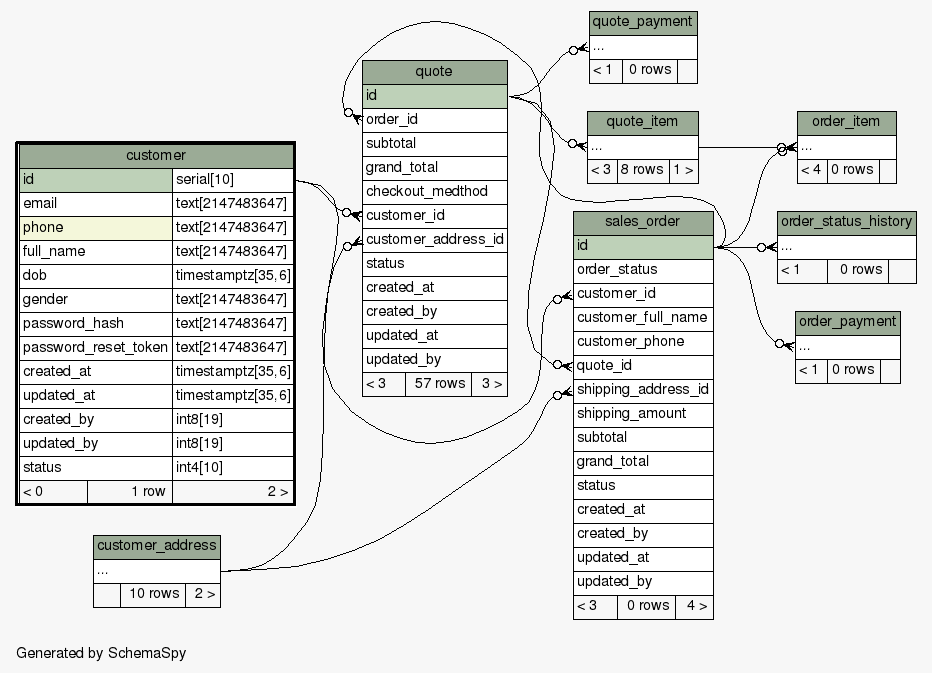 quote_payment
...
< 1 0 rows
quote
id
order_id
subtotal
grand_total
checkout_medthod
customer_id
customer_address_id
status
created_at
created_by
updated_at
updated_by
< 3 57 rows 3 >
quote_item
...
< 3 8 rows 1 >
order_item
...
< 4 0 rows
customer
id serial[10]
email text[2147483647]
phone text[2147483647]
full_name text[2147483647]
dob timestamptz[35,6]
gender text[2147483647]
password_hash text[2147483647]
password_reset_token text[2147483647]
created_at timestamptz[35,6]
updated_at timestamptz[35,6]
created_by int8[19]
updated_by int8[19]
status int4[10]
< 0 1 row 2 >
sales_order
id
order_status
customer_id
customer_full_name
customer_phone
quote_id
shipping_address_id
shipping_amount
subtotal
grand_total
status
created_at
created_by
updated_at
updated_by
< 3 0 rows 4 >
order_status_history
...
< 1 0 rows
order_payment
...
< 1 0 rows
customer_address
...
10 rows 2 >
Generated by SchemaSpy